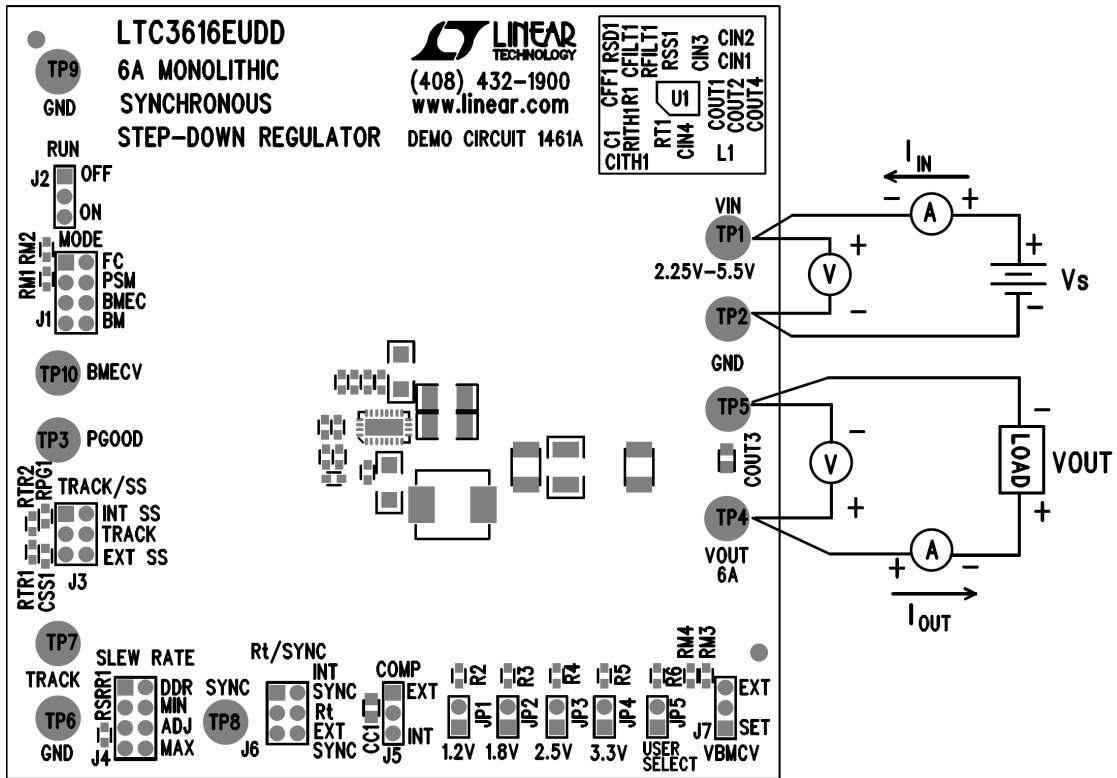 LTC3616EUDD
6A MONOLITHIC
SYNCHRONOUS
STEP-DOWN REGULATOR
LINEAR
TECHNOLOGY
(408) 432-1900
www.linear.com
DEMO CIRCUIT 1461A
C1
CITH1
CFF1
RITH1
RSD1
R1
CFILT1
RFILT1
RSS1
RT1
CIN4
CIN3
CIN2
CIN1
U1
COUT1
COUT2
COUT4
L1
TP9
GND
RUN
J2
OFF
ON
MODE
RM2
RM1
J1
FC
PSM
BMEC
BM
TP10 BMECV
TP3 PGOOD
TRACK/SS
RTR2
RPG1
INT SS
TRACK
EXT SS
RTR1
CSS1
J3
TP7
TRACK
TP6
GND
SLEW RATE
RSRR1
J4
DDR
MIN
ADJ
MAX
SYNC
TP8
Rt/SYNC
J6
INT
SYNC
Rt
EXT
SYNC
COMP
CC1
J5
EXT
INT
R2
JP1
1.2V
R3
JP2
1.8V
R4
JP3
2.5V
R5
JP4
3.3V
R6
JP5
USER
SELECT
RM4
RM3
J7
EXT
SET
VBMCV
VIN
TP1
2.25V-5.5V
TP2
GND
TP5
COUT3
TP4
VOUT
6A
IIN
- A +
+
V
-
+
Vs
-
-
V
+
-
LOAD
VOUT
+
+ A -
IOUT